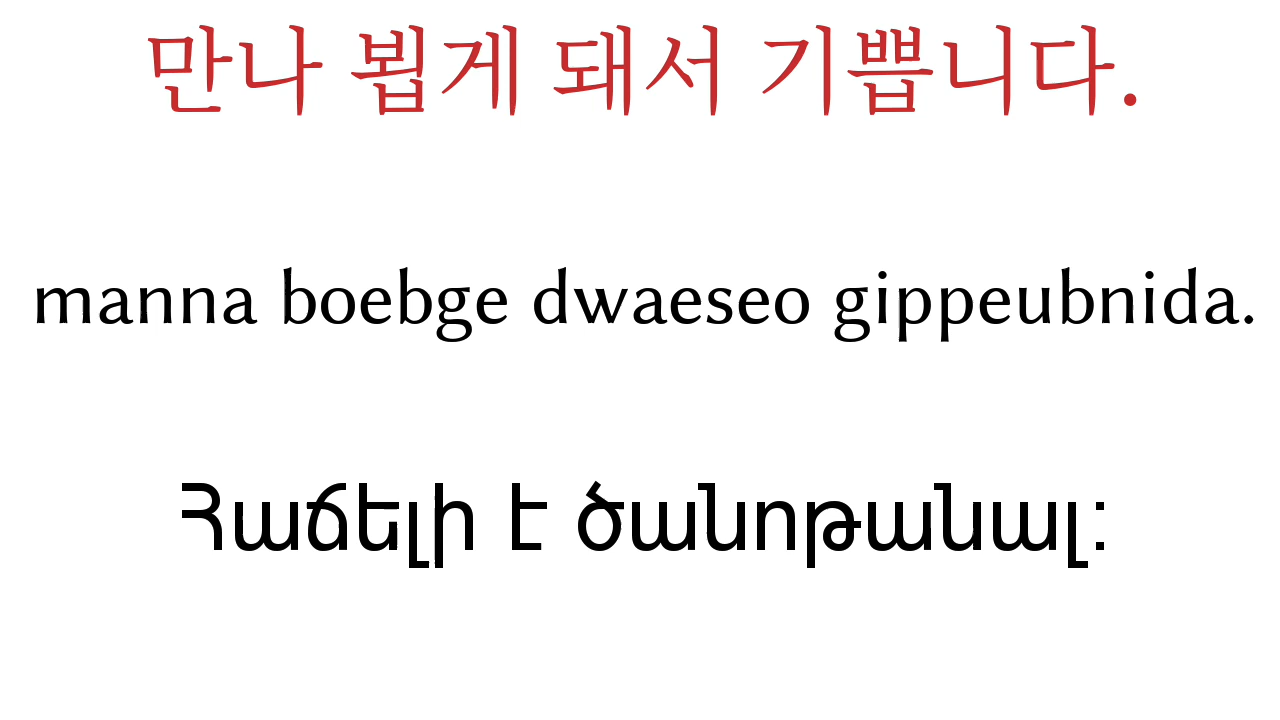 만나 뵙게 돼서 기쁩니다.
manna boebge dwaeseo gippeubnida.
Հաճելի է ծանոթանալ: